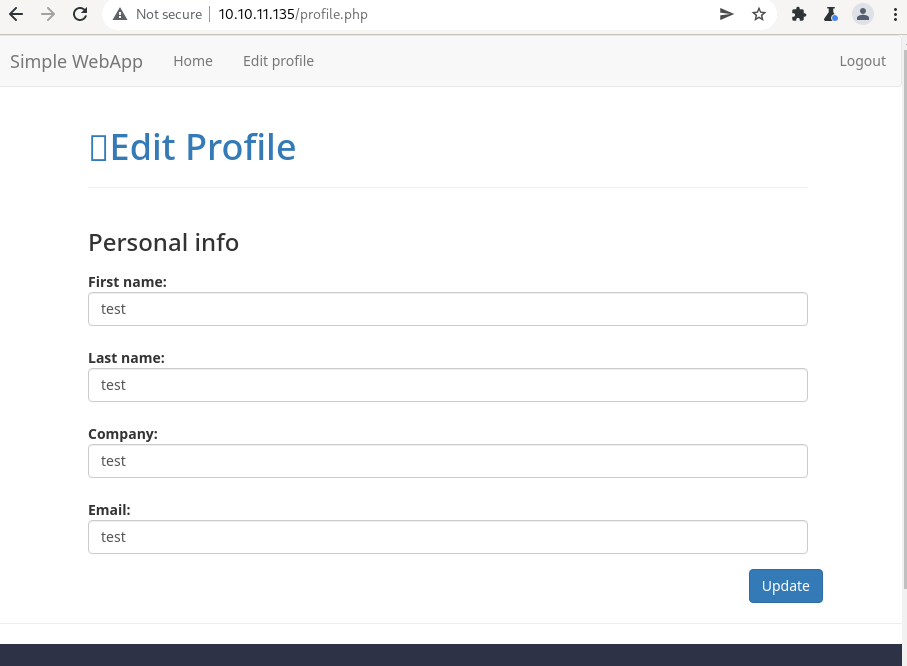 Not secure | 10.10.11.135/profile.php
Simple WebApp Home Edit profile Logout
Edit Profile
Personal info
First name:
test
Last name:
test
Company:
test
Email:
test
Update